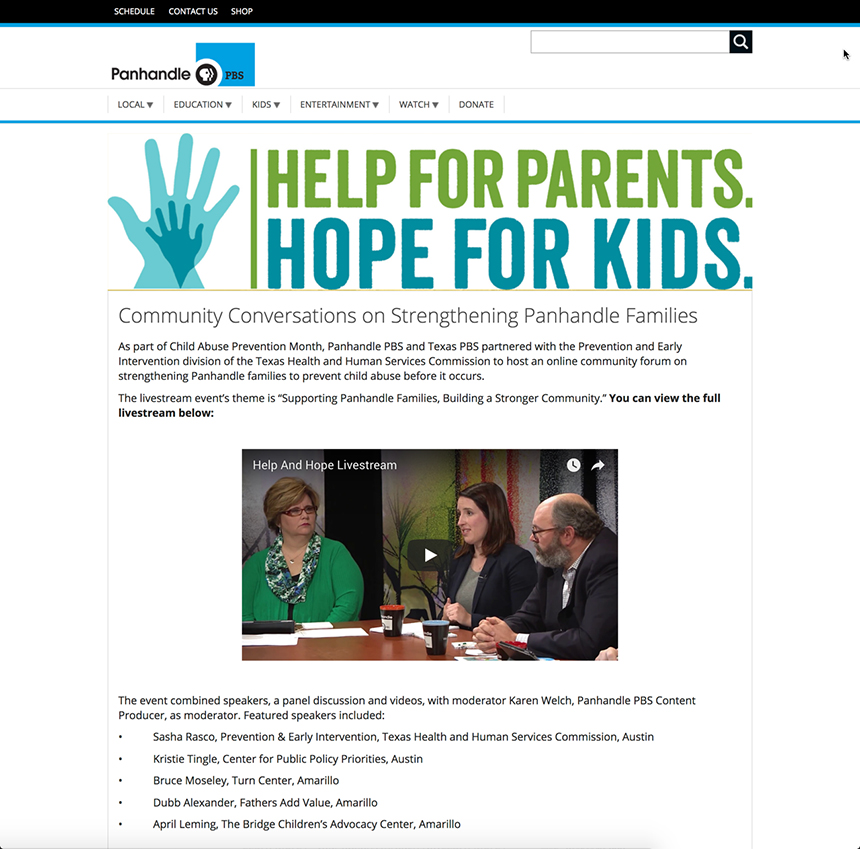 SCHEDULE CONTACT US SHOP
Panhandle PBS
LOCAL ▼ EDUCATION ▼ KIDS ▼ ENTERTAINMENT ▼ WATCH ▼ DONATE
HELP FOR PARENTS.
HOPE FOR KIDS.
Community Conversations on Strengthening Panhandle Families
As part of Child Abuse Prevention Month, Panhandle PBS and Texas PBS partnered with the Prevention and Early
Intervention division of the Texas Health and Human Services Commission to host an online community forum on
strengthening Panhandle families to prevent child abuse before it occurs.
The livestream event's theme is “Supporting Panhandle Families, Building a Stronger Community.” You can view the full
livestream below:
Help And Hope Livestream
The event combined speakers, a panel discussion and videos, with moderator Karen Welch, Panhandle PBS Content
Producer, as moderator. Featured speakers included:
• Sasha Rasco, Prevention & Early Intervention, Texas Health and Human Services Commission, Austin
• Kristie Tingle, Center for Public Policy Priorities, Austin
• Bruce Moseley, Turn Center, Amarillo
• Dubb Alexander, Fathers Add Value, Amarillo
• April Leming, The Bridge Children's Advocacy Center, Amarillo